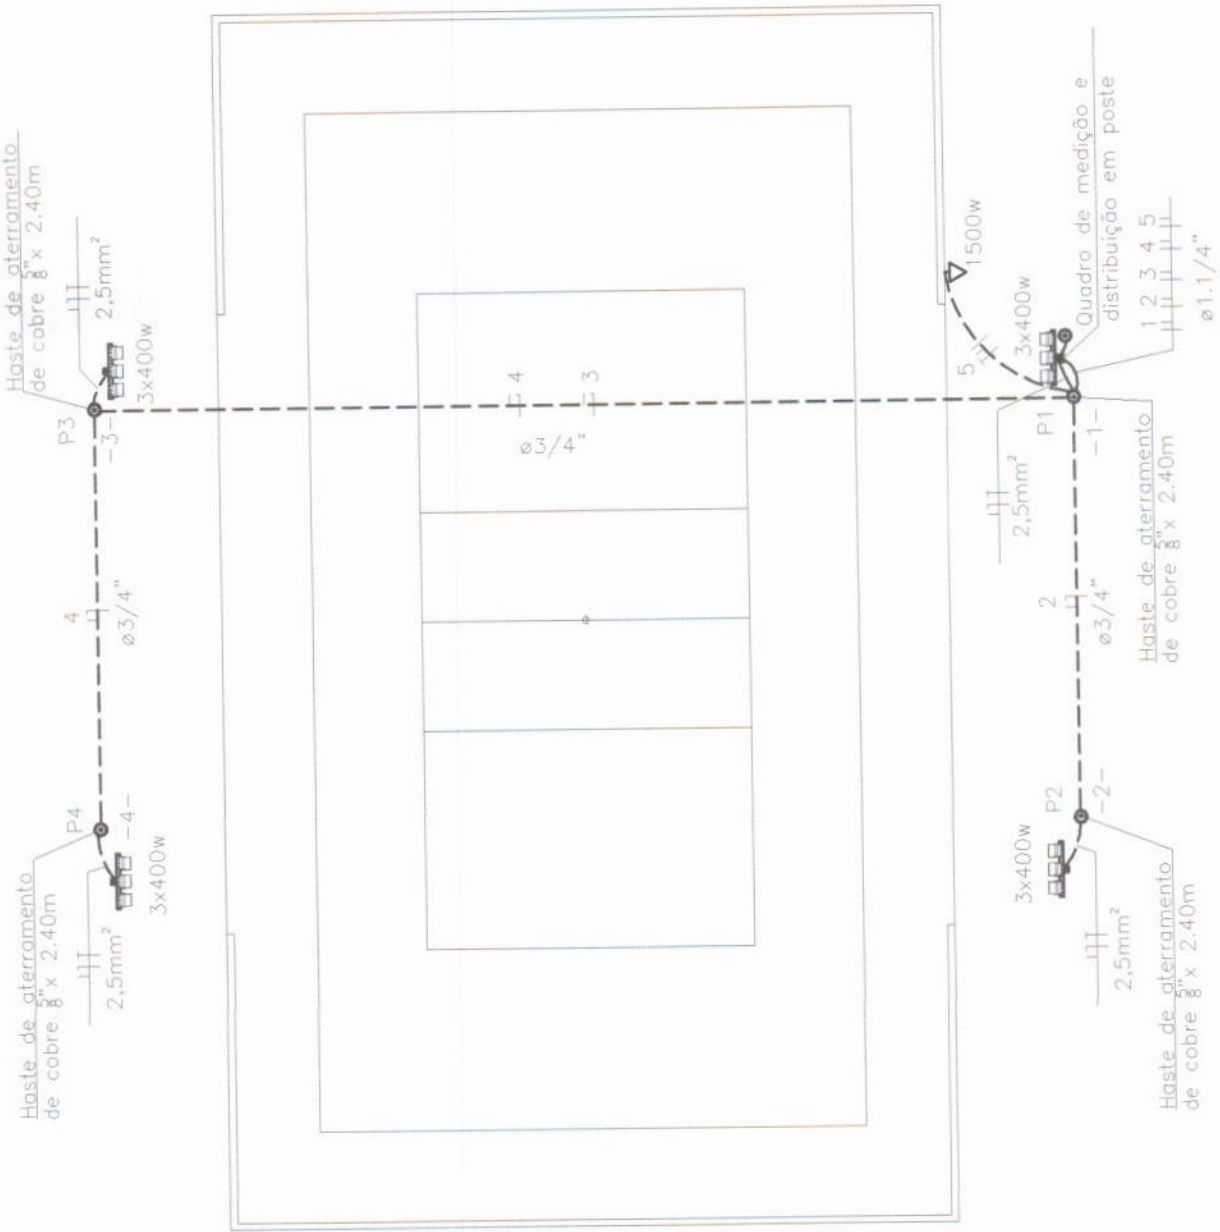 Haste de aterramento
de cobre 5/8" x 2.40m
2,5mm²
3x400w
P4
-4-
4
ø3/4"
Haste de aterramento
de cobre 5/8" x 2.40m
2,5mm²
3x400w
P3
-3-
4
3
ø3/4"
1500w
5
3x400w
Quadro de medição e
distribuição em poste
1 2 3 4 5
ø1.1/4"
2,5mm²
P1
-1-
Haste de aterramento
de cobre 5/8" x 2.40m
2
ø3/4"
P2
-2-
3x400w
2,5mm²
Haste de aterramento
de cobre 5/8" x 2.40m